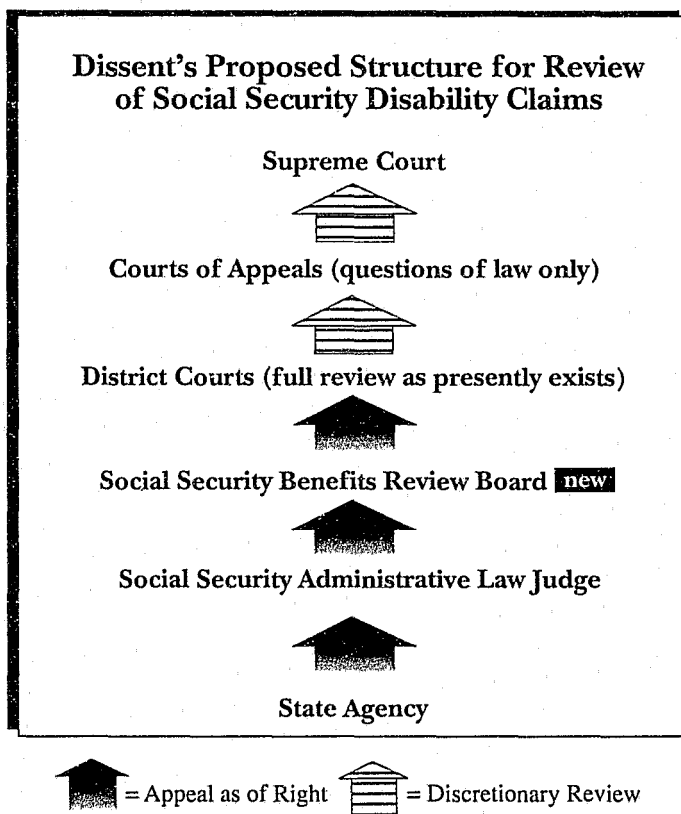 Dissent's Proposed Structure for Review
of Social Security Disability Claims
Supreme Court
Courts of Appeals (questions of law only)
District Courts (full review as presently exists)
Social Security Benefits Review Board new
Social Security Administrative Law Judge
State Agency
= Appeal as of Right = Discretionary Review